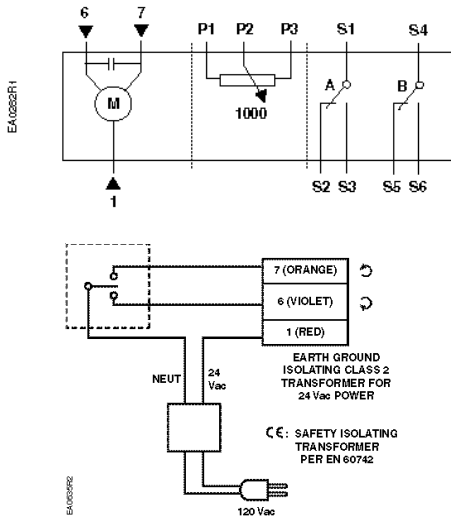 6 7 P1 P2 P3 S1 S4
EA0262R1
A B
M
1000
1
S2 S3 S5 S6
7 (ORANGE)
6 (VIOLET)
1 (RED)
NEUT
24
Vac
EARTH GROUND
ISOLATING CLASS 2
TRANSFORMER FOR
24 Vac POWER
CE: SAFETY ISOLATING
TRANSFORMER
PER EN 60742
EA0635R2
120 Vac